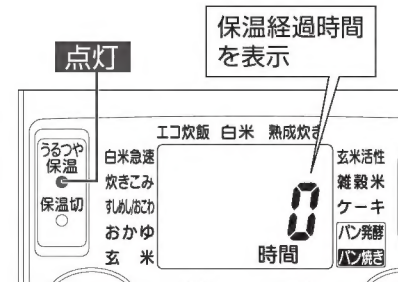 保温経過時間
を表示
点灯
エコ炊飯 白米 熟成炊き
うるつや
保温
保温切
白米急速
炊きこみ
すしめし/おこわ
おかゆ
玄 米
0
時間
玄米活性
雑穀米
ケーキ
パン発酵
パン焼き